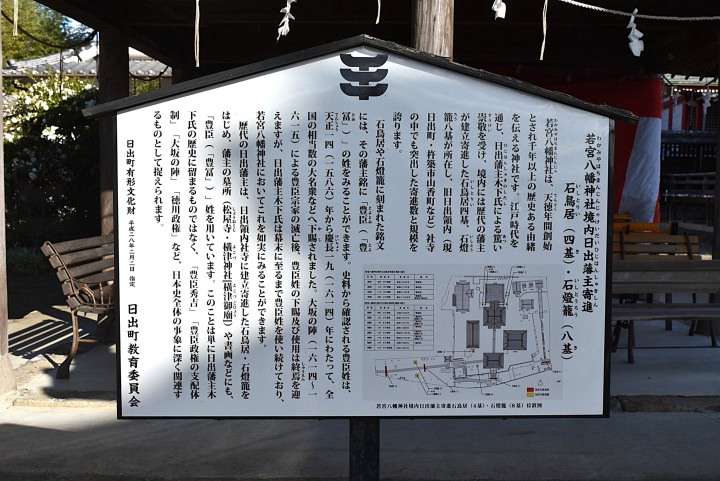 若宮八幡神社境内日出藩主寄進
石鳥居（四基）・石燈籠（八基）
若宮八幡神社は、天徳年間創始
とされ千年以上の歴史ある由緒
を伝える神社です。江戸時代を
通し、日出藩主木下氏による篤い
崇敬を受け、境内には歴代の藩主
が建立寄進した石鳥居四基、石燈
籠八基が所在し、旧日出領内（現
日出町・杵築市山香町など）社寺
の中でも突出した寄進数と規模を
誇ります。
石鳥居や石燈籠に刻まれた銘文
には、その藩主銘に「豊臣（「豊
冨」）」の姓をみることができます。史料から確認される豊臣姓は、
天正一四（一五八六）年から慶長一九（一六一四）年にわたって、全
国の相当数の大名衆などへ下賜されました。大坂の陣（一六一四～一
六一五）による豊臣宗家の滅亡後、豊臣姓の下賜及び使用は終焉を迎
えますが、日出藩主木下氏は幕末に至るまで豊臣姓を使い続けており、
若宮八幡神社においてこれを如実にみることができます。
歴代の日出藩主は、日出領内社寺に建立寄進した石鳥居・石燈籠を
はじめ、藩主の墓所（松屋寺・横津神社〔横津御廟〕）や書画などにも、
「豊臣（「豊冨」）」姓を用いています。このことは単に日出藩主木
下氏の歴史に留まるものではなく、「豊臣秀吉」、「豊臣政権の支配体
制」、「大坂の陣」、「徳川政権」など、日本史全体の事象に深く関連す
るものとして捉えられます。
日出町有形文化財 平成二八年二月二日 指定
日出町教育委員会
若宮八幡神社境内日出藩主寄進石鳥居（4基）・石燈籠（8基）位置図